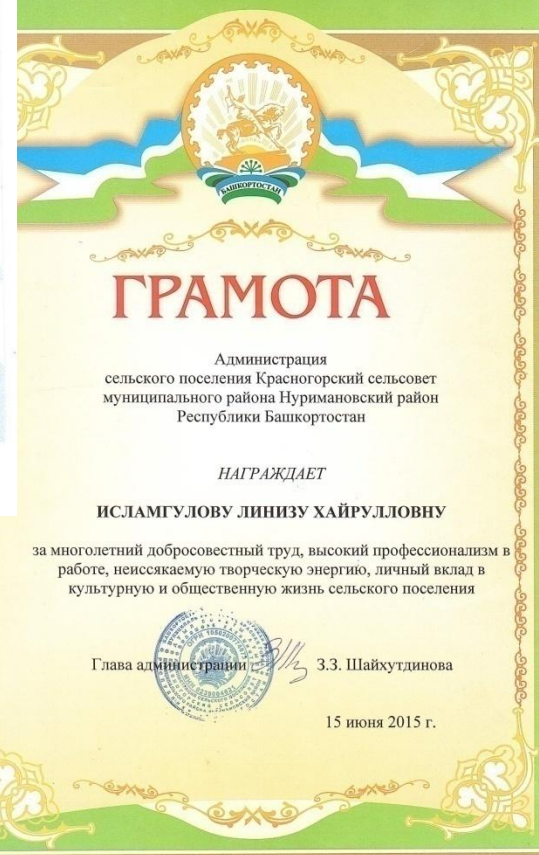 БАШКОРТОСТАН
ГРАМОТА
Администрация
сельского поселения Красногорский сельсовет
муниципального района Нуримановский район
Республики Башкортостан
НАГРАЖДАЕТ
ИСЛАМГУЛОВУ ЛИНИЗУ ХАЙРУЛЛОВНУ
за многолетний добросовестный труд, высокий профессионализм в
работе, неиссякаемую творческую энергию, личный вклад в
культурную и общественную жизнь сельского поселения
Глава администрации З.З. Шайхутдинова
15 июня 2015 г.